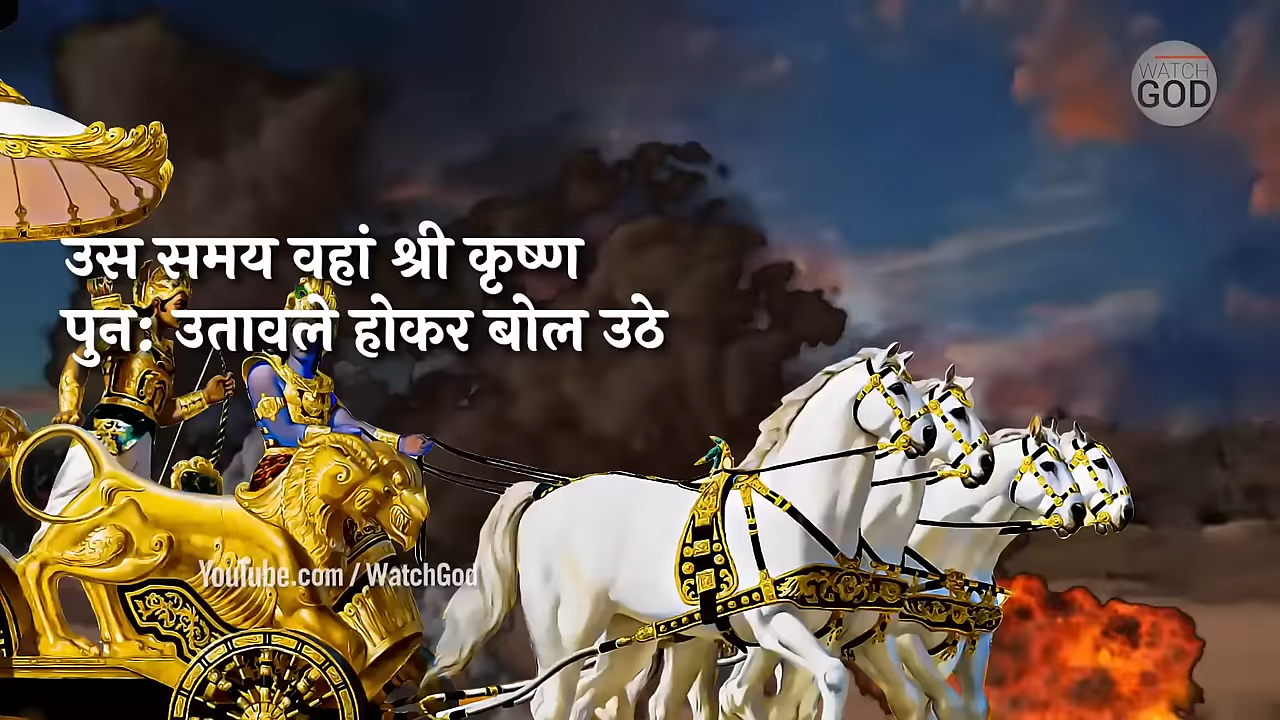 WATCH
GOD
उस समय वहां श्री कृष्ण
पुन: उतावले होकर बोल उठे
YouTube.com / WatchGod